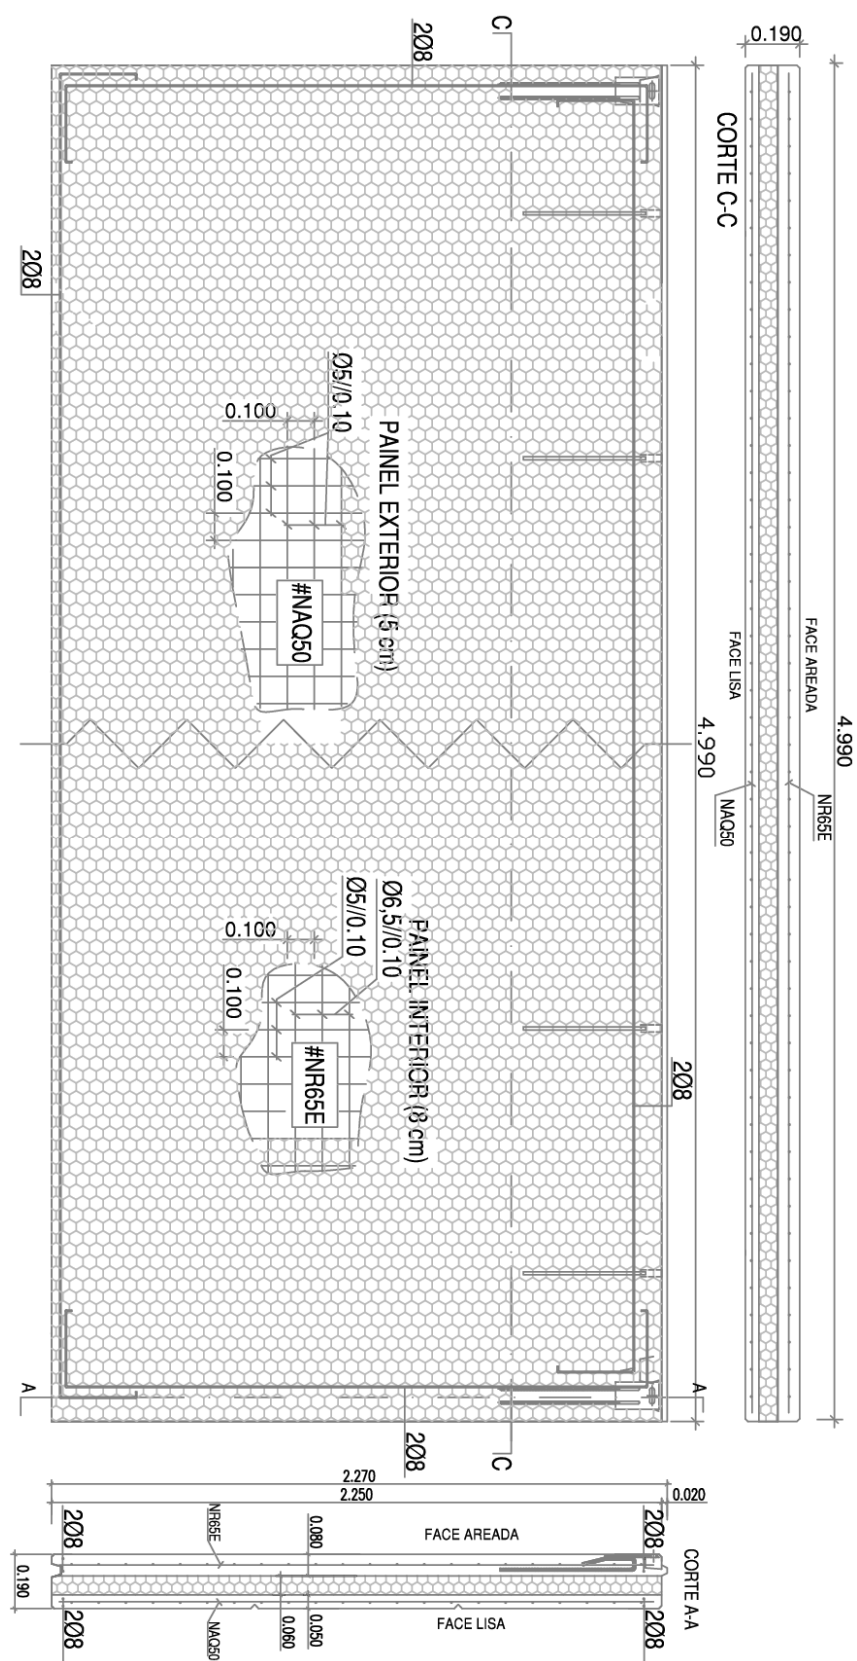 0.190
4.990
CORTE C-C
FACE AREADA
FACE LISA
NR65E
NAQ50
4.990
2Ø8
C
2Ø8
Ø5//0.10
0.100
0.100
PAINEL EXTERIOR (5 cm)
#NAQ50
PAINEL INTERIOR (8 cm)
Ø6,5//0.10
Ø5//0.10
0.100
0.100
#NR65E
2Ø8
A
A
2Ø8
C
2.270
2.250
0.020
CORTE A-A
2Ø8
2Ø8
NR65E
0.080
FACE AREADA
0.190
2Ø8
NAQ50
0.060
0.050
FACE LISA
2Ø8